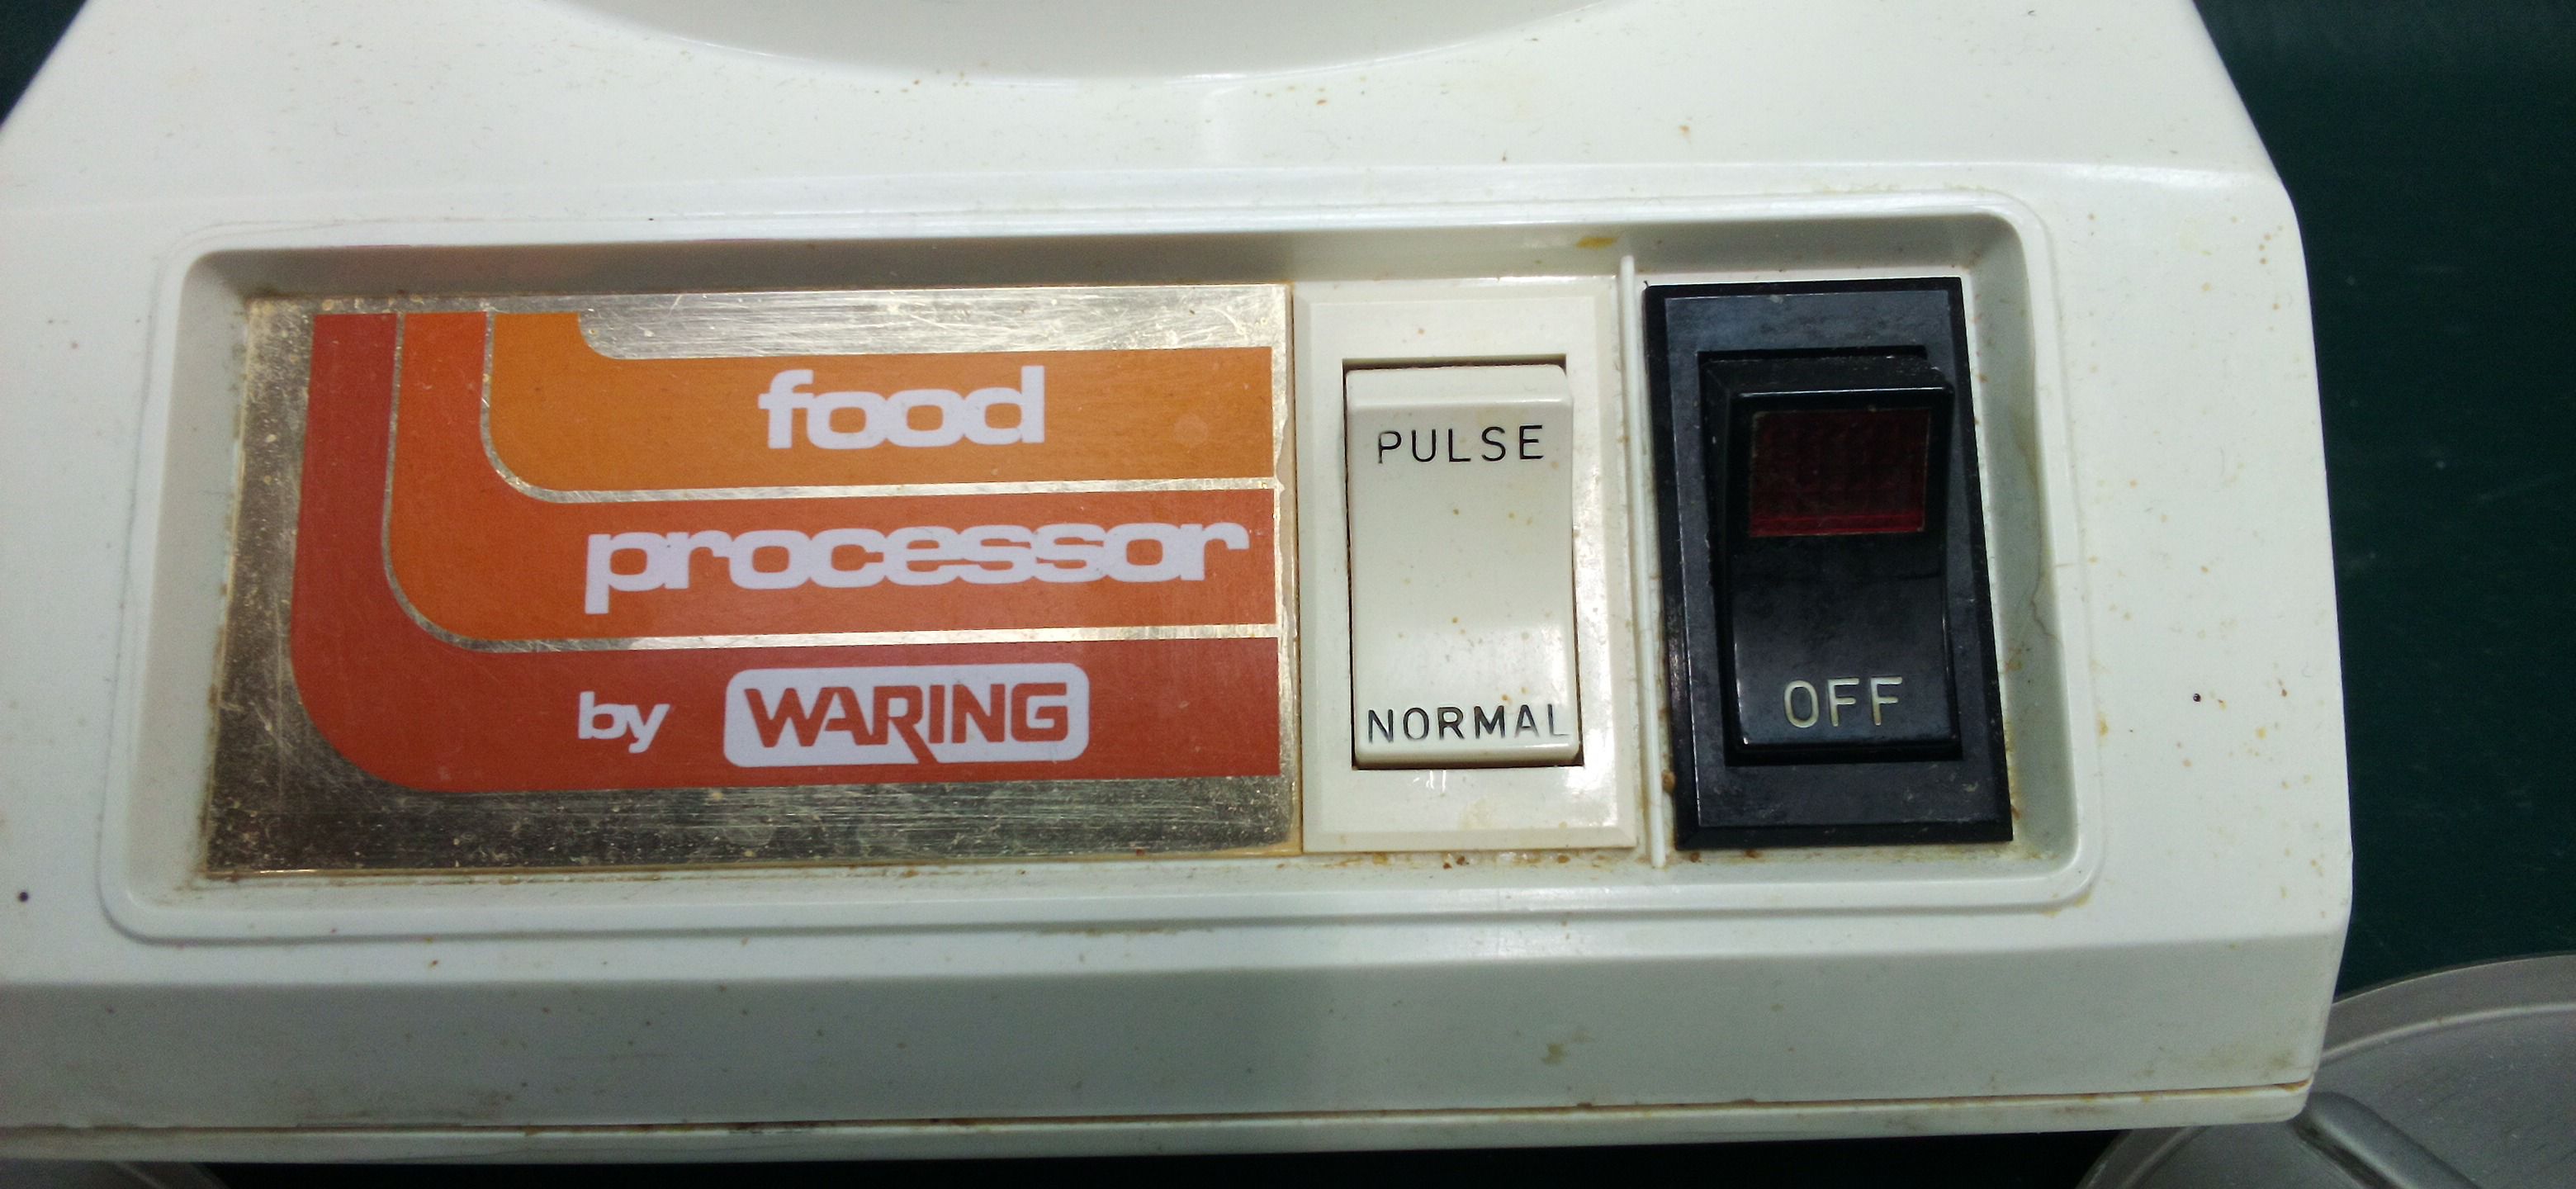 food
processor
by WARING
PULSE
NORMAL
OFF